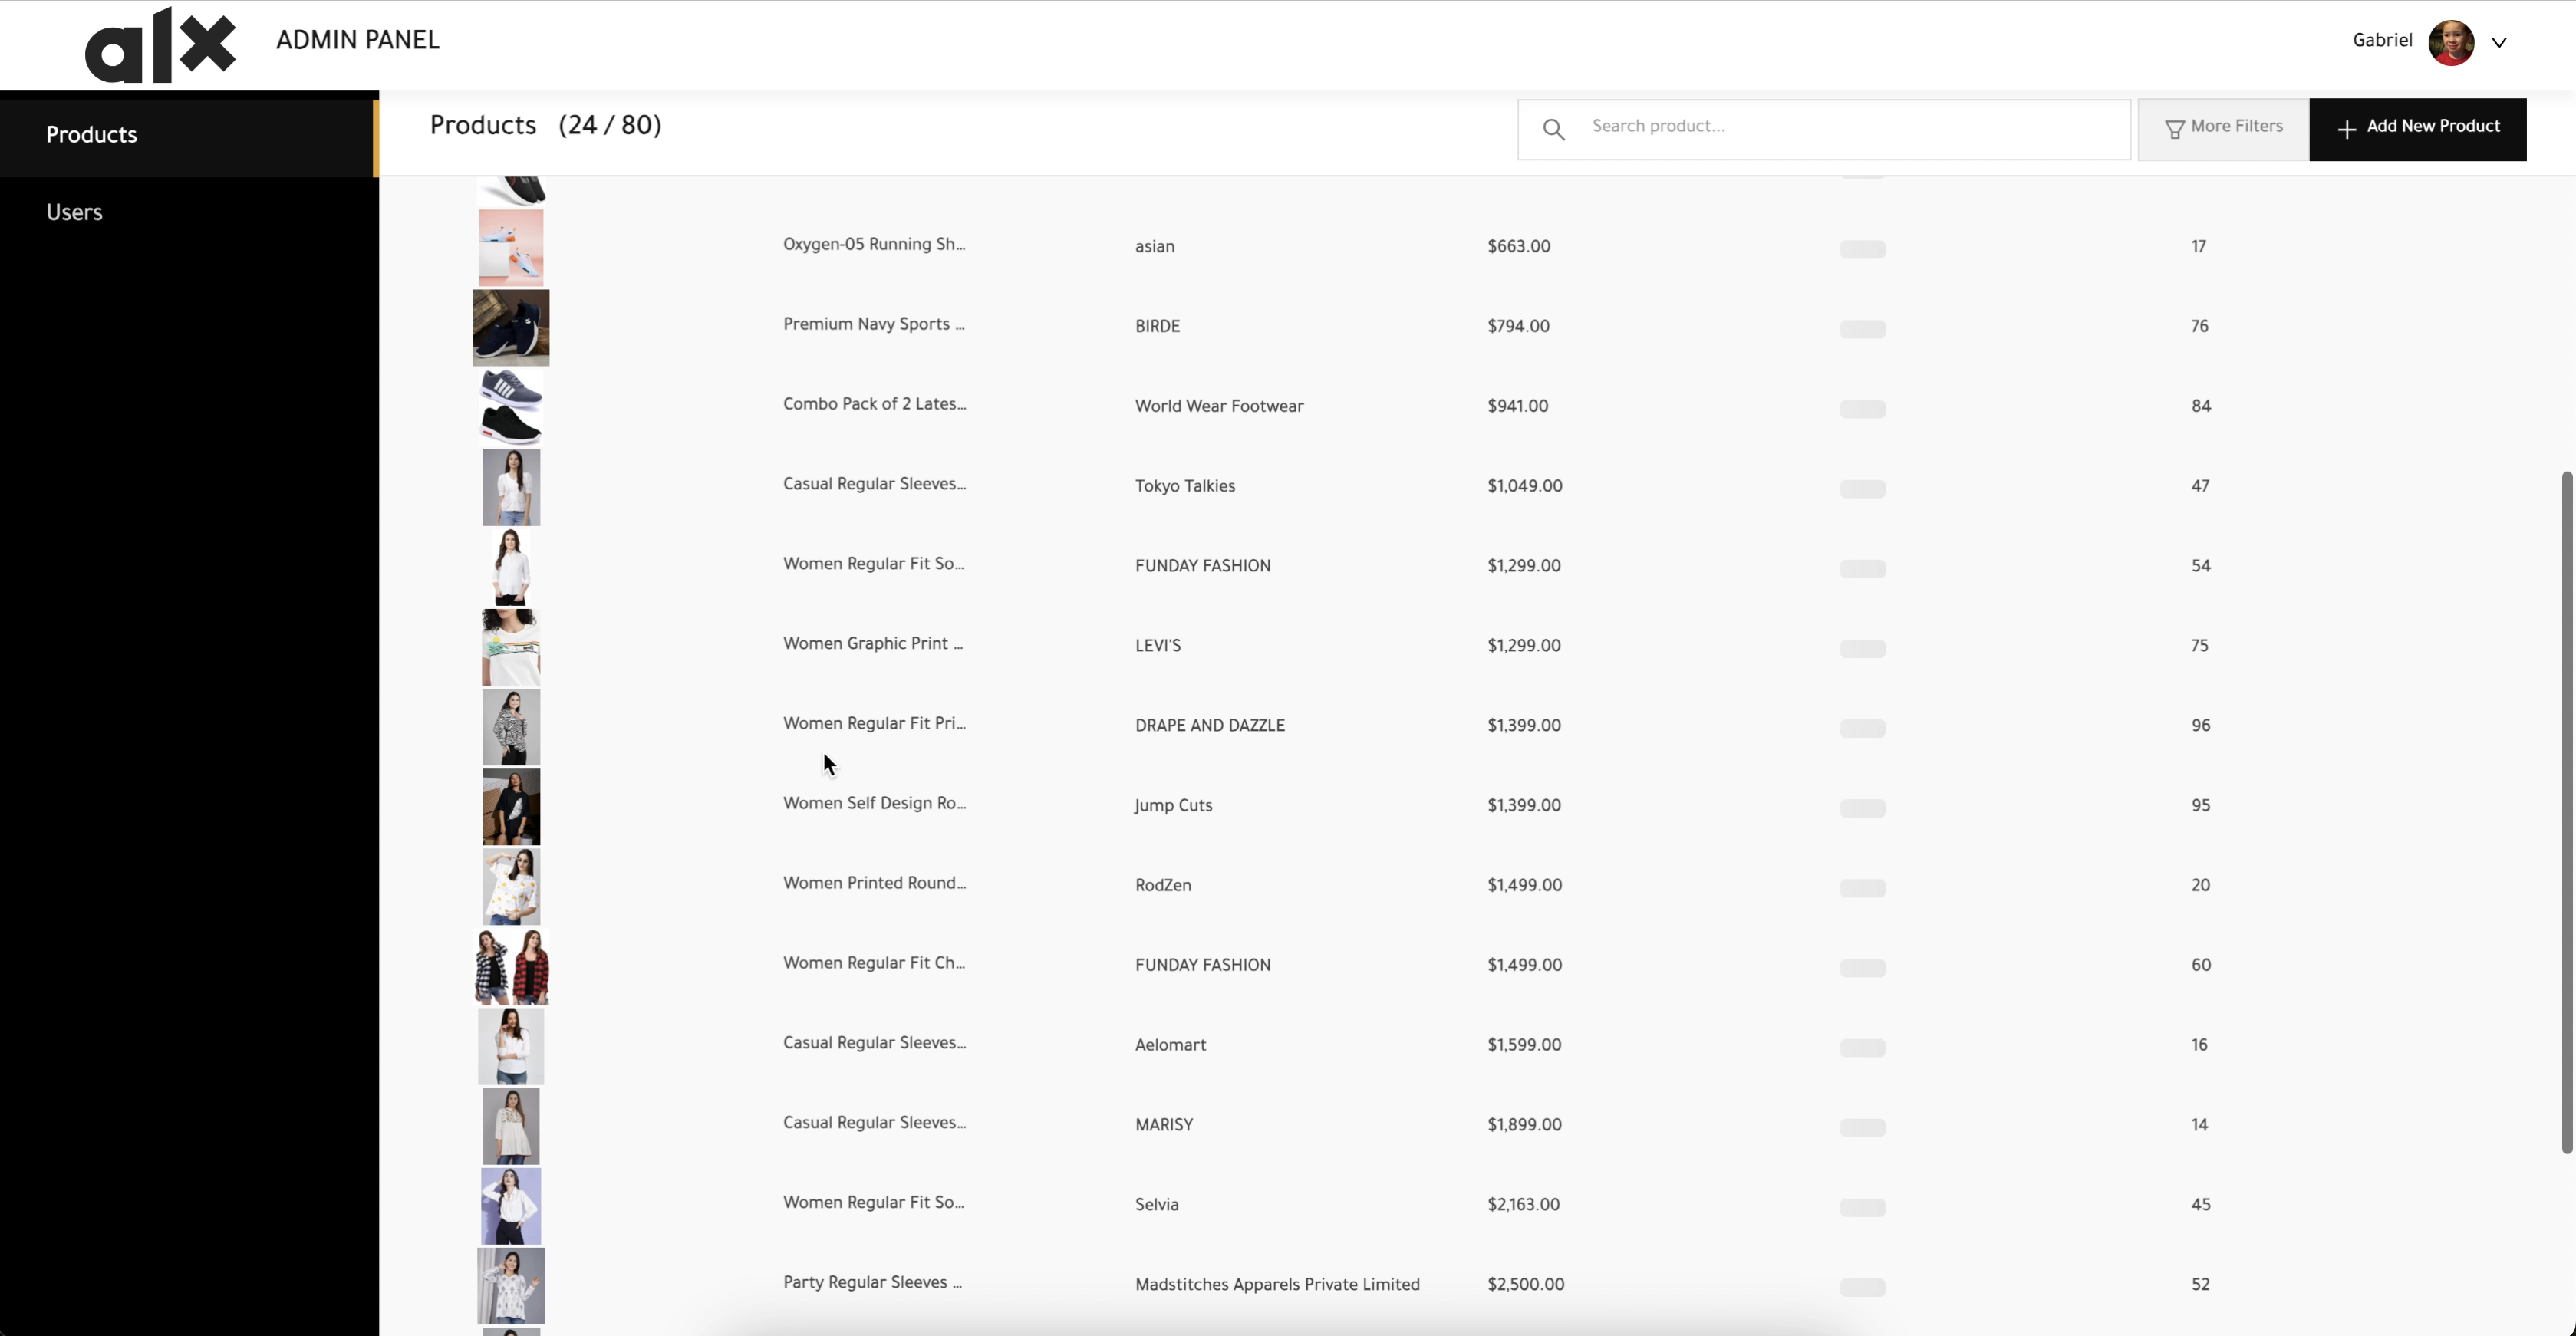 alx ADMIN PANEL Gabriel
Products
Users
Products (24 / 80) Search product... More Filters Add New Product
Oxygen-05 Running Sh... asian $663.00 17
Premium Navy Sports ... BIRDE $794.00 76
Combo Pack of 2 Lates... World Wear Footwear $941.00 84
Casual Regular Sleeves... Tokyo Talkies $1,049.00 47
Women Regular Fit So... FUNDAY FASHION $1,299.00 54
Women Graphic Print ... LEVI'S $1,299.00 75
Women Regular Fit Pri... DRAPE AND DAZZLE $1,399.00 96
Women Self Design Ro... Jump Cuts $1,399.00 95
Women Printed Round... RodZen $1,499.00 20
Women Regular Fit Ch... FUNDAY FASHION $1,499.00 60
Casual Regular Sleeves... Aelomart $1,599.00 16
Casual Regular Sleeves... MARISY $1,899.00 14
Women Regular Fit So... Selvia $2,163.00 45
Party Regular Sleeves ... Madstitches Apparels Private Limited $2,500.00 52